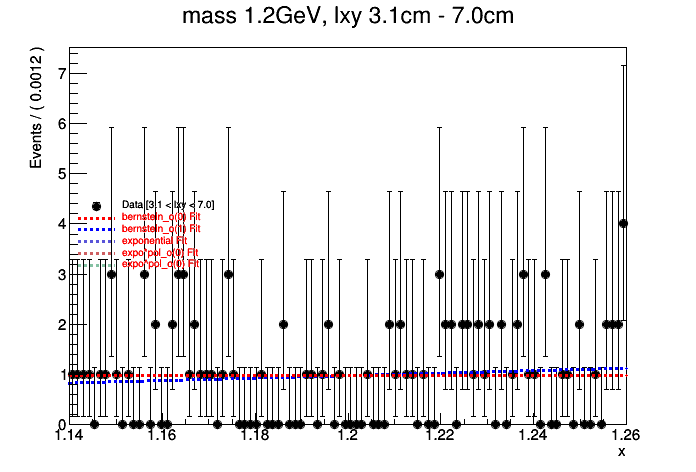 mass 1.2GeV, lxy 3.1cm - 7.0cm
Events / ( 0.0012 )
7
6
5
4
3
2
1
0
Data [3.1 < lxy < 7.0]
bernstein_o(0) Fit
bernstein_o(1) Fit
exponential Fit
expo*pol_o(0) Fit
expo*pol_o(0) Fit
1.14 1.16 1.18 1.2 1.22 1.24 1.26
x